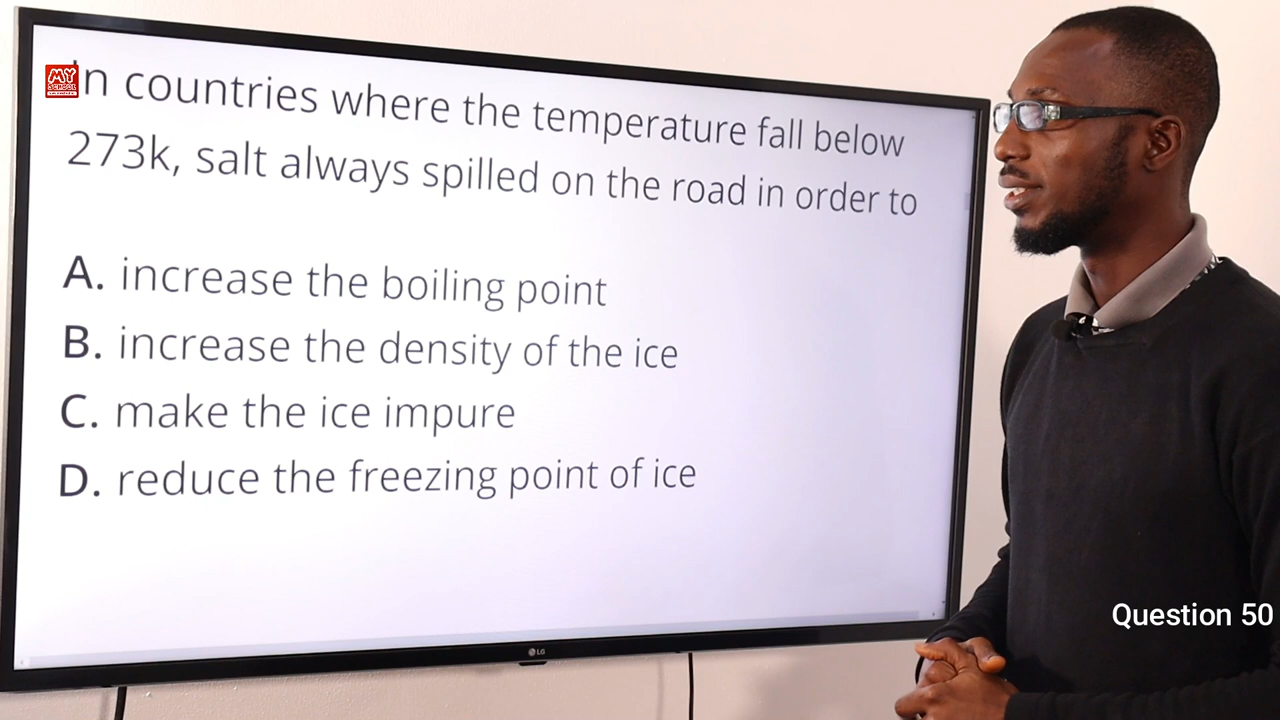 In countries where the temperature fall below
273k, salt always spilled on the road in order to
A. increase the boiling point
B. increase the density of the ice
C. make the ice impure
D. reduce the freezing point of ice
MY
SCHOOL
LG
Question 50